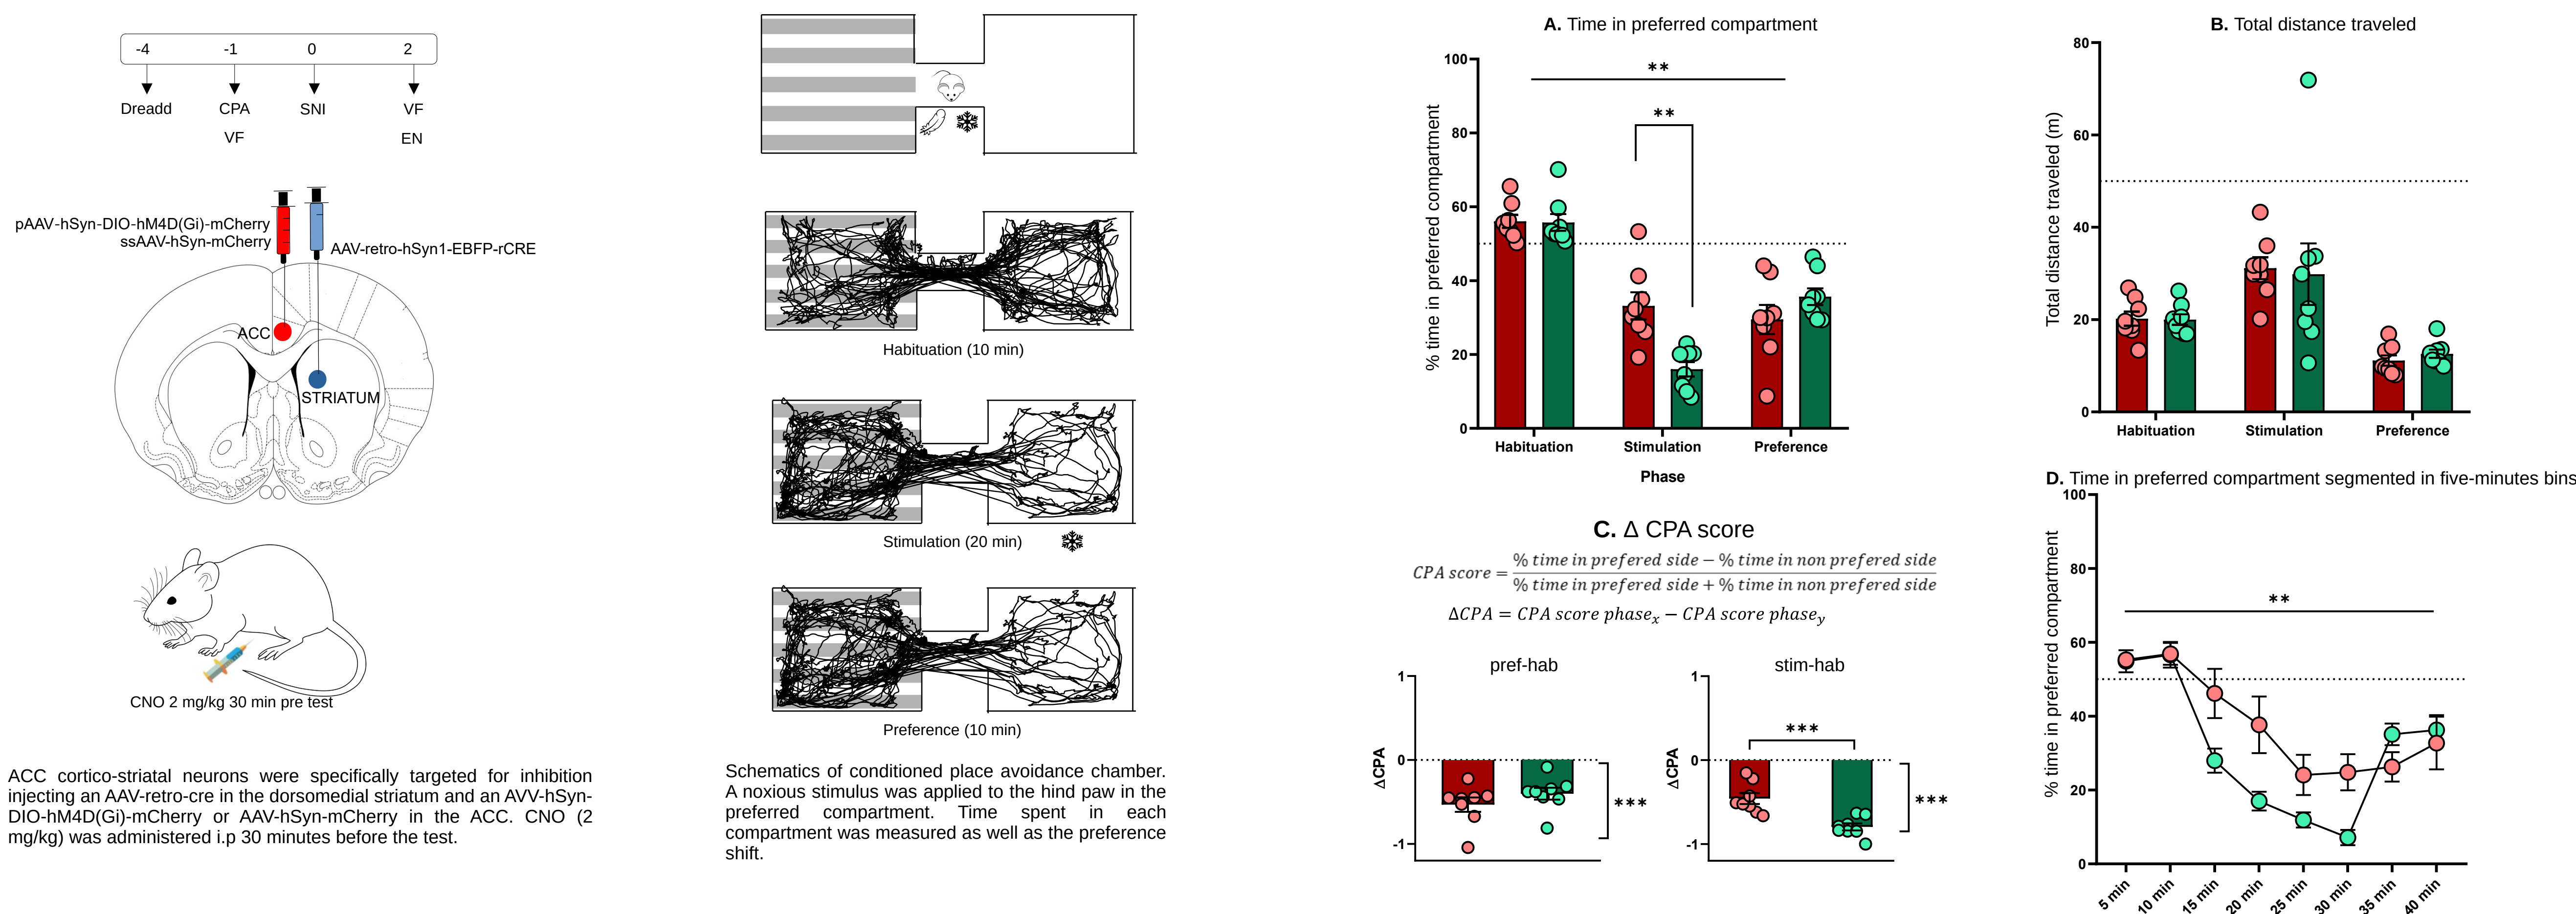 -4 -1 0 2
Dreadd CPA SNI VF
VF EN
pAAV-hSyn-DIO-hM4D(Gi)-mCherry
ssAAV-hSyn-mCherry
AAV-retro-hSyn1-EBFP-rCRE
ACC
STRIATUM
CNO 2 mg/kg 30 min pre test
ACC cortico-striatal neurons were specifically targeted for inhibition
injecting an AAV-retro-cre in the dorsomedial striatum and an AVV-hSyn-
DIO-hM4D(Gi)-mCherry or AAV-hSyn-mCherry in the ACC. CNO (2
mg/kg) was administered i.p 30 minutes before the test.
Habituation (10 min)
Stimulation (20 min)
Preference (10 min)
Schematics of conditioned place avoidance chamber.
A noxious stimulus was applied to the hind paw in the
preferred compartment. Time spent in each
compartment was measured as well as the preference
shift.
A. Time in preferred compartment
% time in preferred compartment
100
80
60
40
20
0
**
**
Habituation Stimulation Preference
Phase
B. Total distance traveled
Total distance traveled (m)
80
60
40
20
0
Habituation Stimulation Preference
C. Δ CPA score
CPA score = % time in prefered side − % time in non prefered side
% time in prefered side + % time in non prefered side
ΔCPA = CPA score phasex − CPA score phasey
pref-hab
ΔCPA
1
0
-1
***
stim-hab
ΔCPA
1
0
-1
***
***
D. Time in preferred compartment segmented in five-minutes bins
% time in preferred compartment
100
80
60
40
20
0
**
5 min 10 min 15 min 20 min 25 min 30 min 35 min 40 min